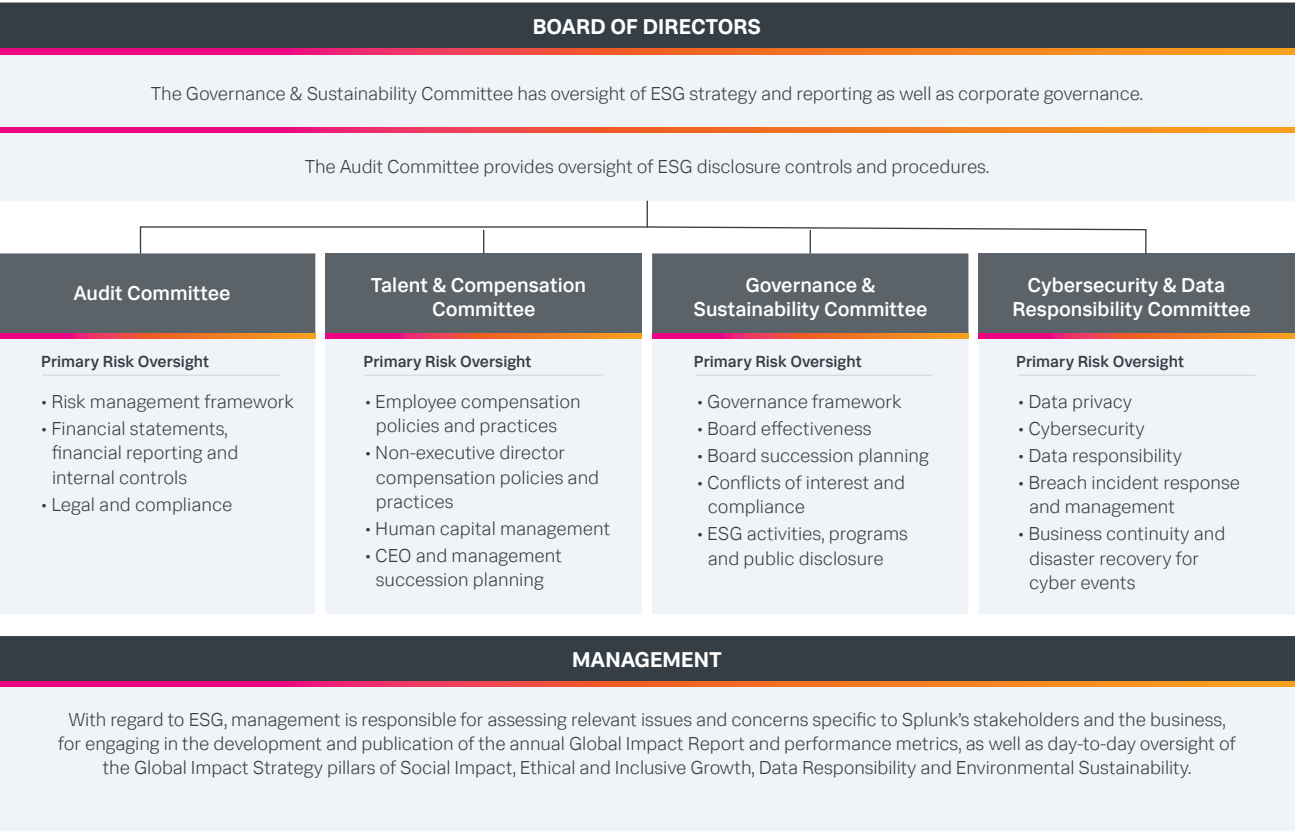 BOARD OF DIRECTORS
The Governance & Sustainability Committee has oversight of ESG strategy and reporting as well as corporate governance.
The Audit Committee provides oversight of ESG disclosure controls and procedures.
Audit Committee
Primary Risk Oversight
• Risk management framework
• Financial statements,
financial reporting and
internal controls
• Legal and compliance
Talent & Compensation
Committee
Primary Risk Oversight
• Employee compensation
policies and practices
• Non-executive director
compensation policies and
practices
• Human capital management
• CEO and management
succession planning
Governance &
Sustainability Committee
Primary Risk Oversight
• Governance framework
• Board effectiveness
• Board succession planning
• Conflicts of interest and
compliance
• ESG activities, programs
and public disclosure
Cybersecurity & Data
Responsibility Committee
Primary Risk Oversight
• Data privacy
• Cybersecurity
• Data responsibility
• Breach incident response
and management
• Business continuity and
disaster recovery for
cyber events
MANAGEMENT
With regard to ESG, management is responsible for assessing relevant issues and concerns specific to Splunk's stakeholders and the business,
for engaging in the development and publication of the annual Global Impact Report and performance metrics, as well as day-to-day oversight of
the Global Impact Strategy pillars of Social Impact, Ethical and Inclusive Growth, Data Responsibility and Environmental Sustainability.